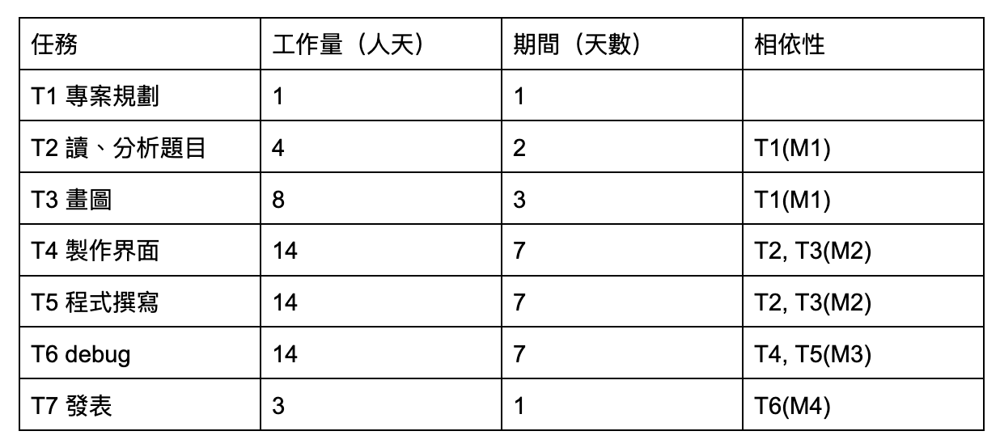 任務 工作量（人天） 期間（天數） 相依性
T1 專案規劃 1 1
T2 讀、分析題目 4 2 T1(M1)
T3 畫圖 8 3 T1(M1)
T4 製作界面 14 7 T2, T3(M2)
T5 程式撰寫 14 7 T2, T3(M2)
T6 debug 14 7 T4, T5(M3)
T7 發表 3 1 T6(M4)